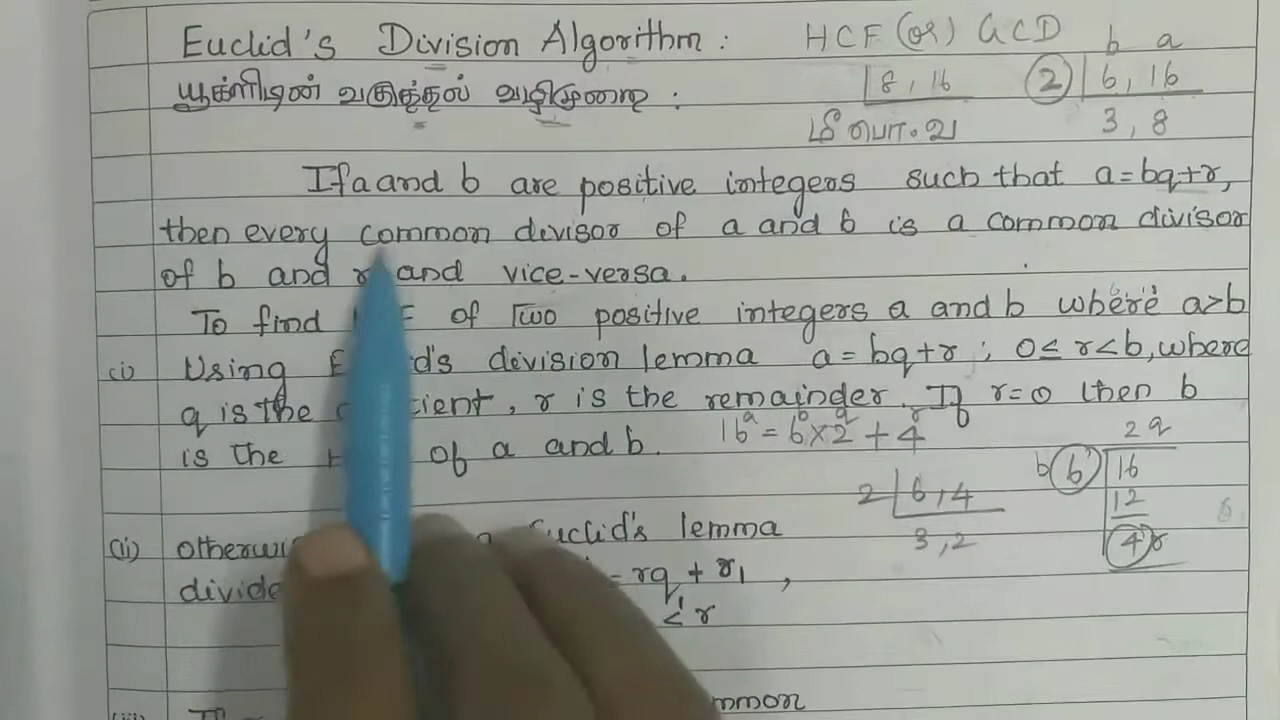 Euclid's Division Algorithm : HCF (or) GCD b a
யூக்ளிடின் வகுத்தல் வழிமுறை : 8, 16 2 6, 16
மீ பொ. வ 3, 8
If a and b are positive integers such that a=bq+r,
then every common divisor of a and b is a common divisor
of b and r and vice-versa.
To find of Two positive integers a and b where a>b
(i) Using d's division lemma a = bq+r ; 0≤r<b, where
q is the r is the remainder. If r=0 then b
is the of a and b. 16 a = 6 b × 2 q + 4 r 2 q
b 6 16
2 6, 4 12
3, 2 4 r
(ii) Euclid's lemma
divide = rq₁ + r₁ ,
< r
mmon